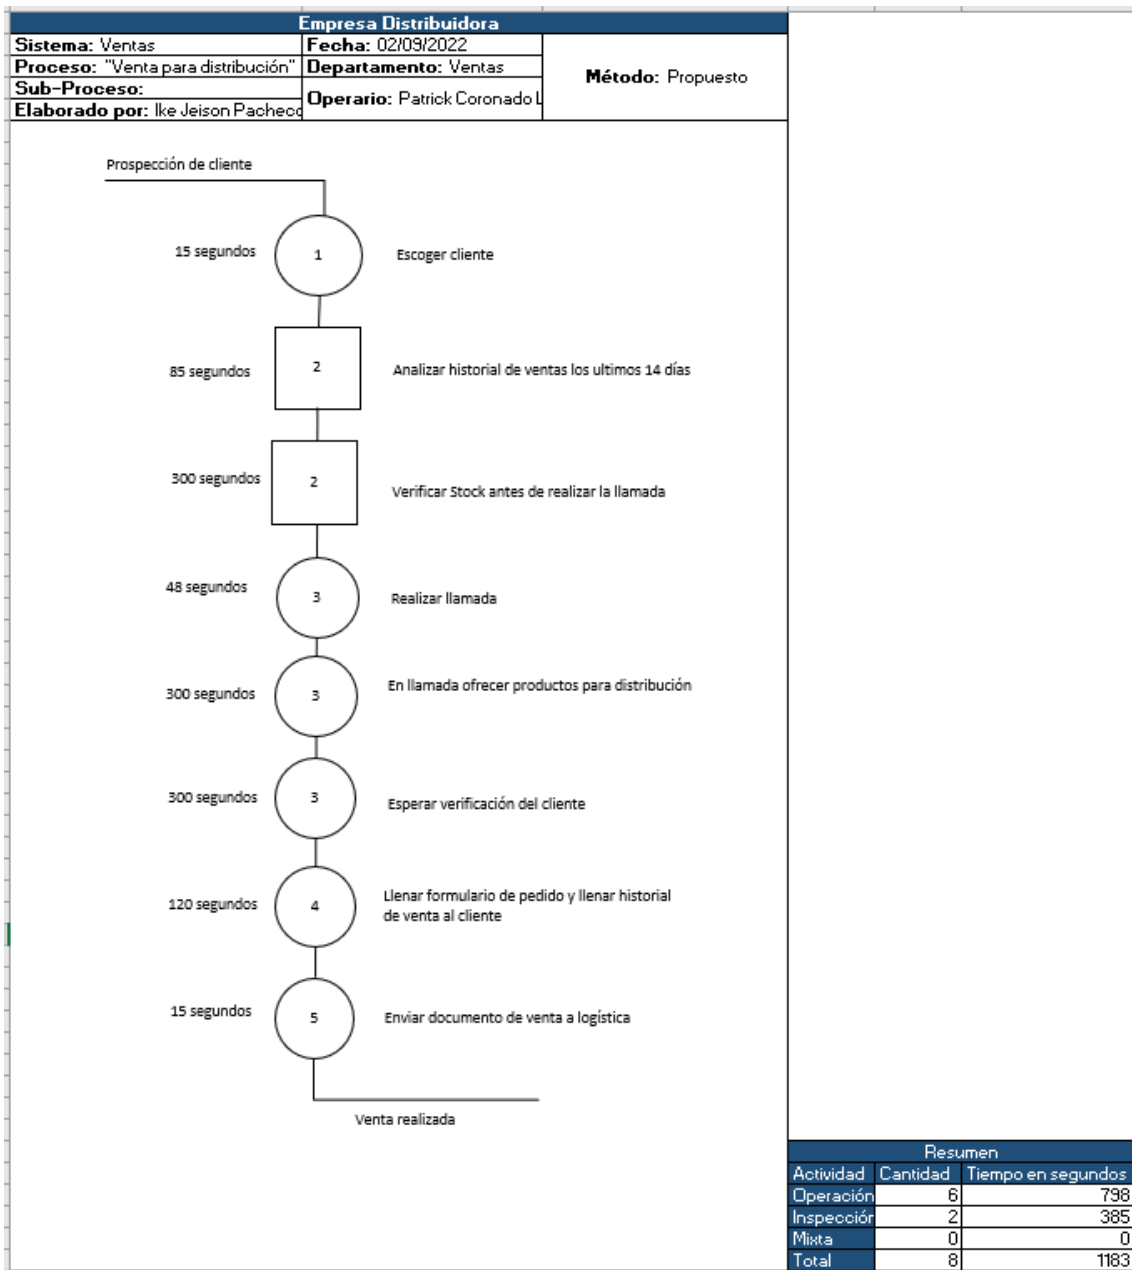 Empresa Distribuidora
Sistema: Ventas
Fecha: 02/09/2022
Proceso: "Venta para distribución"
Departamento: Ventas
Método: Propuesto
Sub-Proceso:
Operario: Patrick Coronado L
Elaborado por: Ike Jeison Pachec
Prospección de cliente
15 segundos
1
Escoger cliente
85 segundos
2
Analizar historial de ventas los ultimos 14 días
300 segundos
2
Verificar Stock antes de realizar la llamada
48 segundos
3
Realizar llamada
300 segundos
3
En llamada ofrecer productos para distribución
300 segundos
3
Esperar verificación del cliente
120 segundos
4
Llenar formulario de pedido y llenar historial
de venta al cliente
15 segundos
5
Enviar documento de venta a logística
Venta realizada
Resumen
Actividad Cantidad Tiempo en segundos
Operación 6 798
Inspección 2 385
Mixta 0 0
Total 8 1183